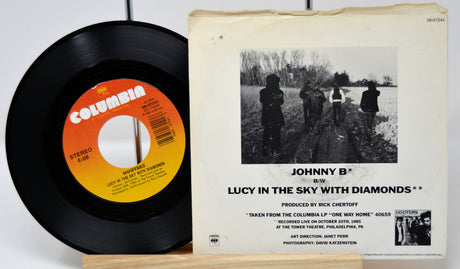 COLUMBIA
STEREO
4:08
HOOTERS
LUCY IN THE SKY WITH DIAMONDS
38-07241
JOHNNY B*
B/W
LUCY IN THE SKY WITH DIAMONDS**
PRODUCED BY RICK CHERTOFF
*TAKEN FROM THE COLUMBIA LP "ONE WAY HOME" 40659
**RECORDED LIVE ON OCTOBER 20TH, 1985
AT THE TOWER THEATRE, PHILADELPHIA, PA
ART DIRECTION: JANET PERR
PHOTOGRAPHY: DAVID KATZENSTEIN
HOOTERS